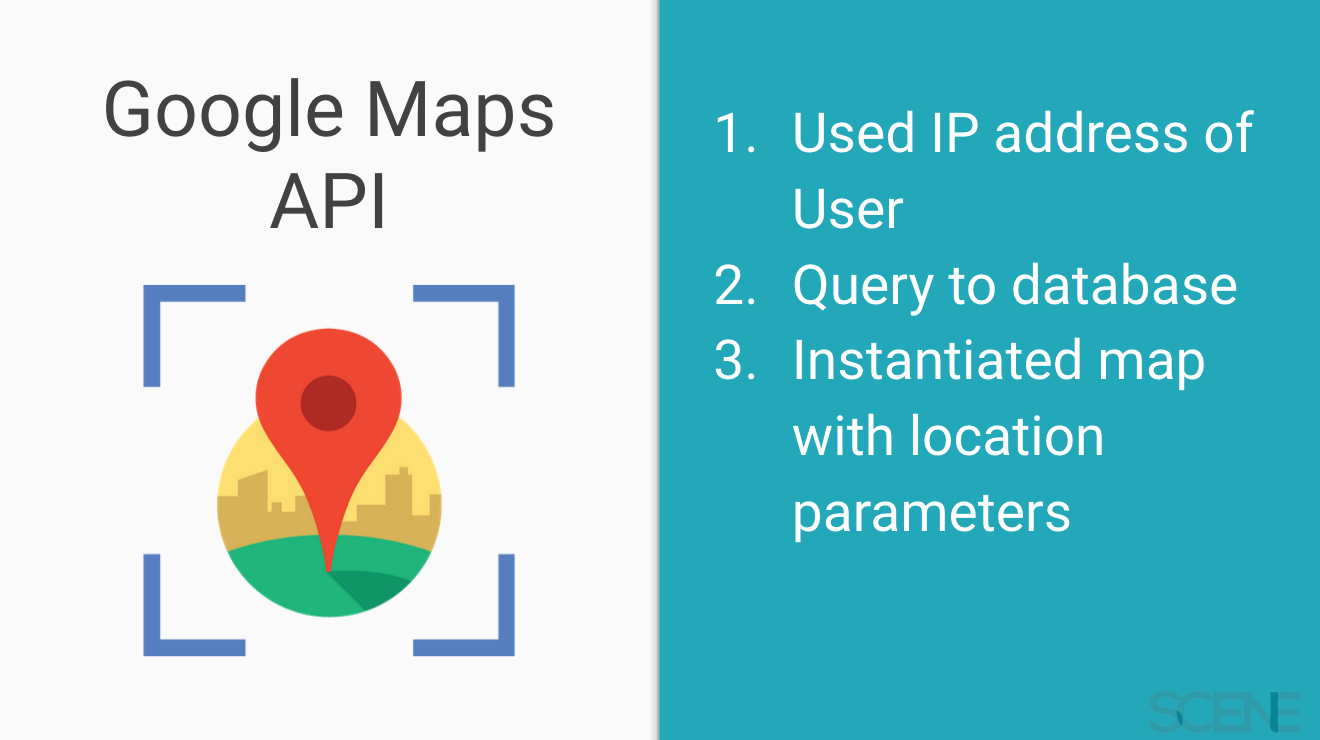 Google Maps
API
1. Used IP address of
User
2. Query to database
3. Instantiated map
with location
parameters
SCENE